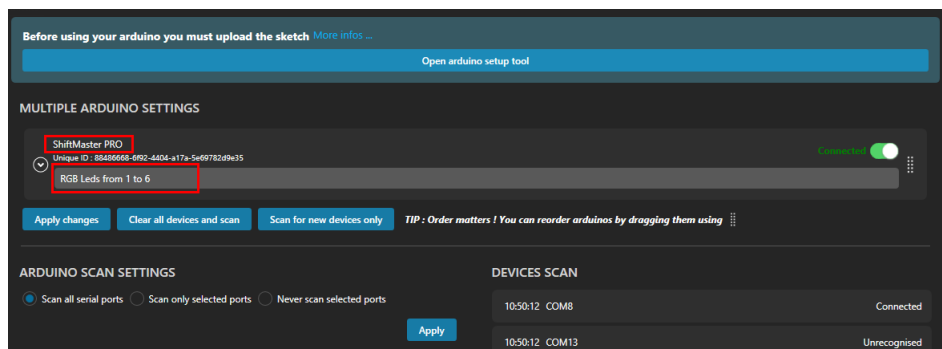 Before using your arduino you must upload the sketch More infos ...
Open arduino setup tool
MULTIPLE ARDUINO SETTINGS
ShiftMaster PRO
Unique ID : 88486668-6f92-4404-a17a-5e69782d9e35
Connected
RGB Leds from 1 to 6
Apply changes Clear all devices and scan Scan for new devices only TIP : Order matters ! You can reorder arduinos by dragging them using
ARDUINO SCAN SETTINGS
Scan all serial ports Scan only selected ports Never scan selected ports
Apply
DEVICES SCAN
10:50:12 COM8 Connected
10:50:12 COM13 Unrecognised